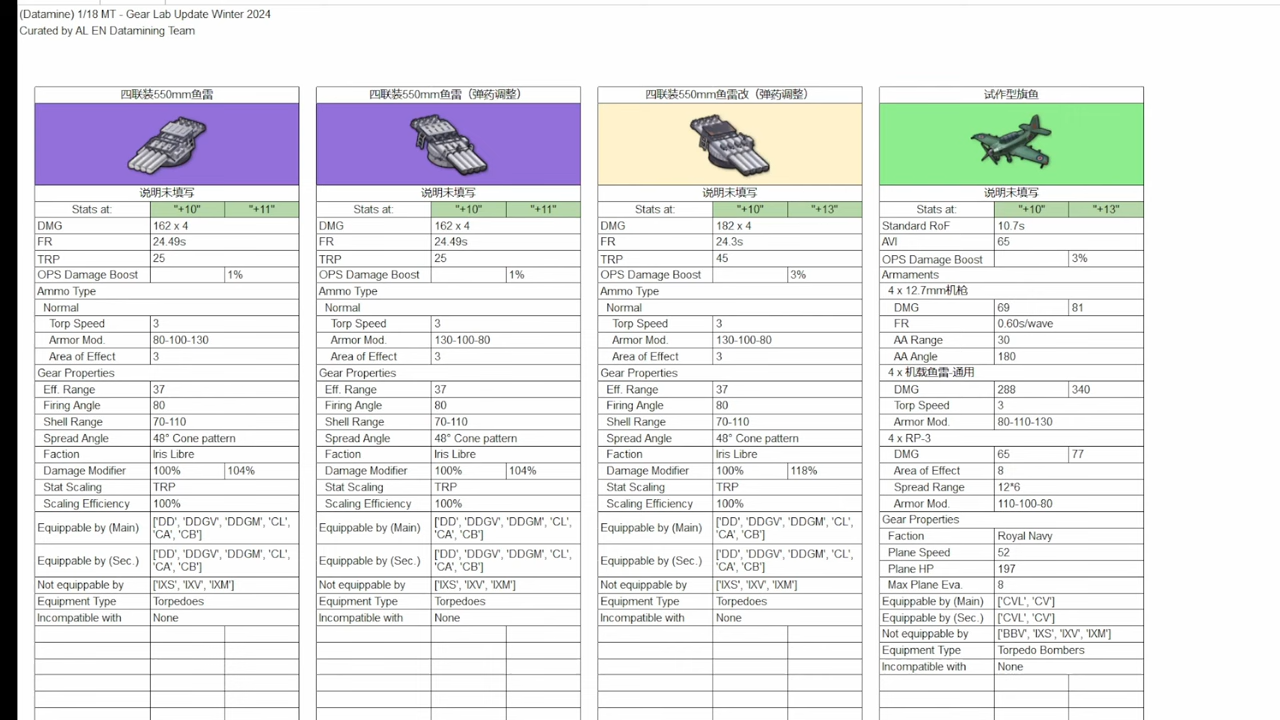 (Datamine) 1/18 MT - Gear Lab Update Winter 2024
Curated by AL EN Datamining Team
四联装550mm鱼雷
说明未填写
Stats at: "+10" "+11"
DMG 162 x 4
FR 24.49s
TRP 25
OPS Damage Boost 1%
Ammo Type
Normal
Torp Speed 3
Armor Mod. 80-100-130
Area of Effect 3
Gear Properties
Eff. Range 37
Firing Angle 80
Shell Range 70-110
Spread Angle 48° Cone pattern
Faction Iris Libre
Damage Modifier 100% 104%
Stat Scaling TRP
Scaling Efficiency 100%
Equippable by (Main) ['DD', 'DDGV', 'DDGM', 'CL',
'CA', 'CB']
Equippable by (Sec.) ['DD', 'DDGV', 'DDGM', 'CL',
'CA', 'CB']
Not equippable by ['IXS', 'IXV', 'IXM']
Equipment Type Torpedoes
Incompatible with None
四联装550mm鱼雷（弹药调整）
说明未填写
Stats at: "+10" "+11"
DMG 162 x 4
FR 24.49s
TRP 25
OPS Damage Boost 1%
Ammo Type
Normal
Torp Speed 3
Armor Mod. 130-100-80
Area of Effect 3
Gear Properties
Eff. Range 37
Firing Angle 80
Shell Range 70-110
Spread Angle 48° Cone pattern
Faction Iris Libre
Damage Modifier 100% 104%
Stat Scaling TRP
Scaling Efficiency 100%
Equippable by (Main) ['DD', 'DDGV', 'DDGM', 'CL',
'CA', 'CB']
Equippable by (Sec.) ['DD', 'DDGV', 'DDGM', 'CL',
'CA', 'CB']
Not equippable by ['IXS', 'IXV', 'IXM']
Equipment Type Torpedoes
Incompatible with None
四联装550mm鱼雷改（弹药调整）
说明未填写
Stats at: "+10" "+13"
DMG 182 x 4
FR 24.3s
TRP 45
OPS Damage Boost 3%
Ammo Type
Normal
Torp Speed 3
Armor Mod. 130-100-80
Area of Effect 3
Gear Properties
Eff. Range 37
Firing Angle 80
Shell Range 70-110
Spread Angle 48° Cone pattern
Faction Iris Libre
Damage Modifier 100% 118%
Stat Scaling TRP
Scaling Efficiency 100%
Equippable by (Main) ['DD', 'DDGV', 'DDGM', 'CL',
'CA', 'CB']
Equippable by (Sec.) ['DD', 'DDGV', 'DDGM', 'CL',
'CA', 'CB']
Not equippable by ['IXS', 'IXV', 'IXM']
Equipment Type Torpedoes
Incompatible with None
试作型旗鱼
说明未填写
Stats at: "+10" "+13"
Standard RoF 10.7s
AVI 65
OPS Damage Boost 3%
Armaments
4 x 12.7mm机枪
DMG 69 81
FR 0.60s/wave
AA Range 30
AA Angle 180
4 x 机载鱼雷-通用
DMG 288 340
Torp Speed 3
Armor Mod. 80-110-130
4 x RP-3
DMG 65 77
Area of Effect 8
Spread Range 12*6
Armor Mod. 110-100-80
Gear Properties
Faction Royal Navy
Plane Speed 52
Plane HP 197
Max Plane Eva. 8
Equippable by (Main) ['CVL', 'CV']
Equippable by (Sec.) ['CVL', 'CV']
Not equippable by ['BBV', 'IXS', 'IXV', 'IXM']
Equipment Type Torpedo Bombers
Incompatible with None